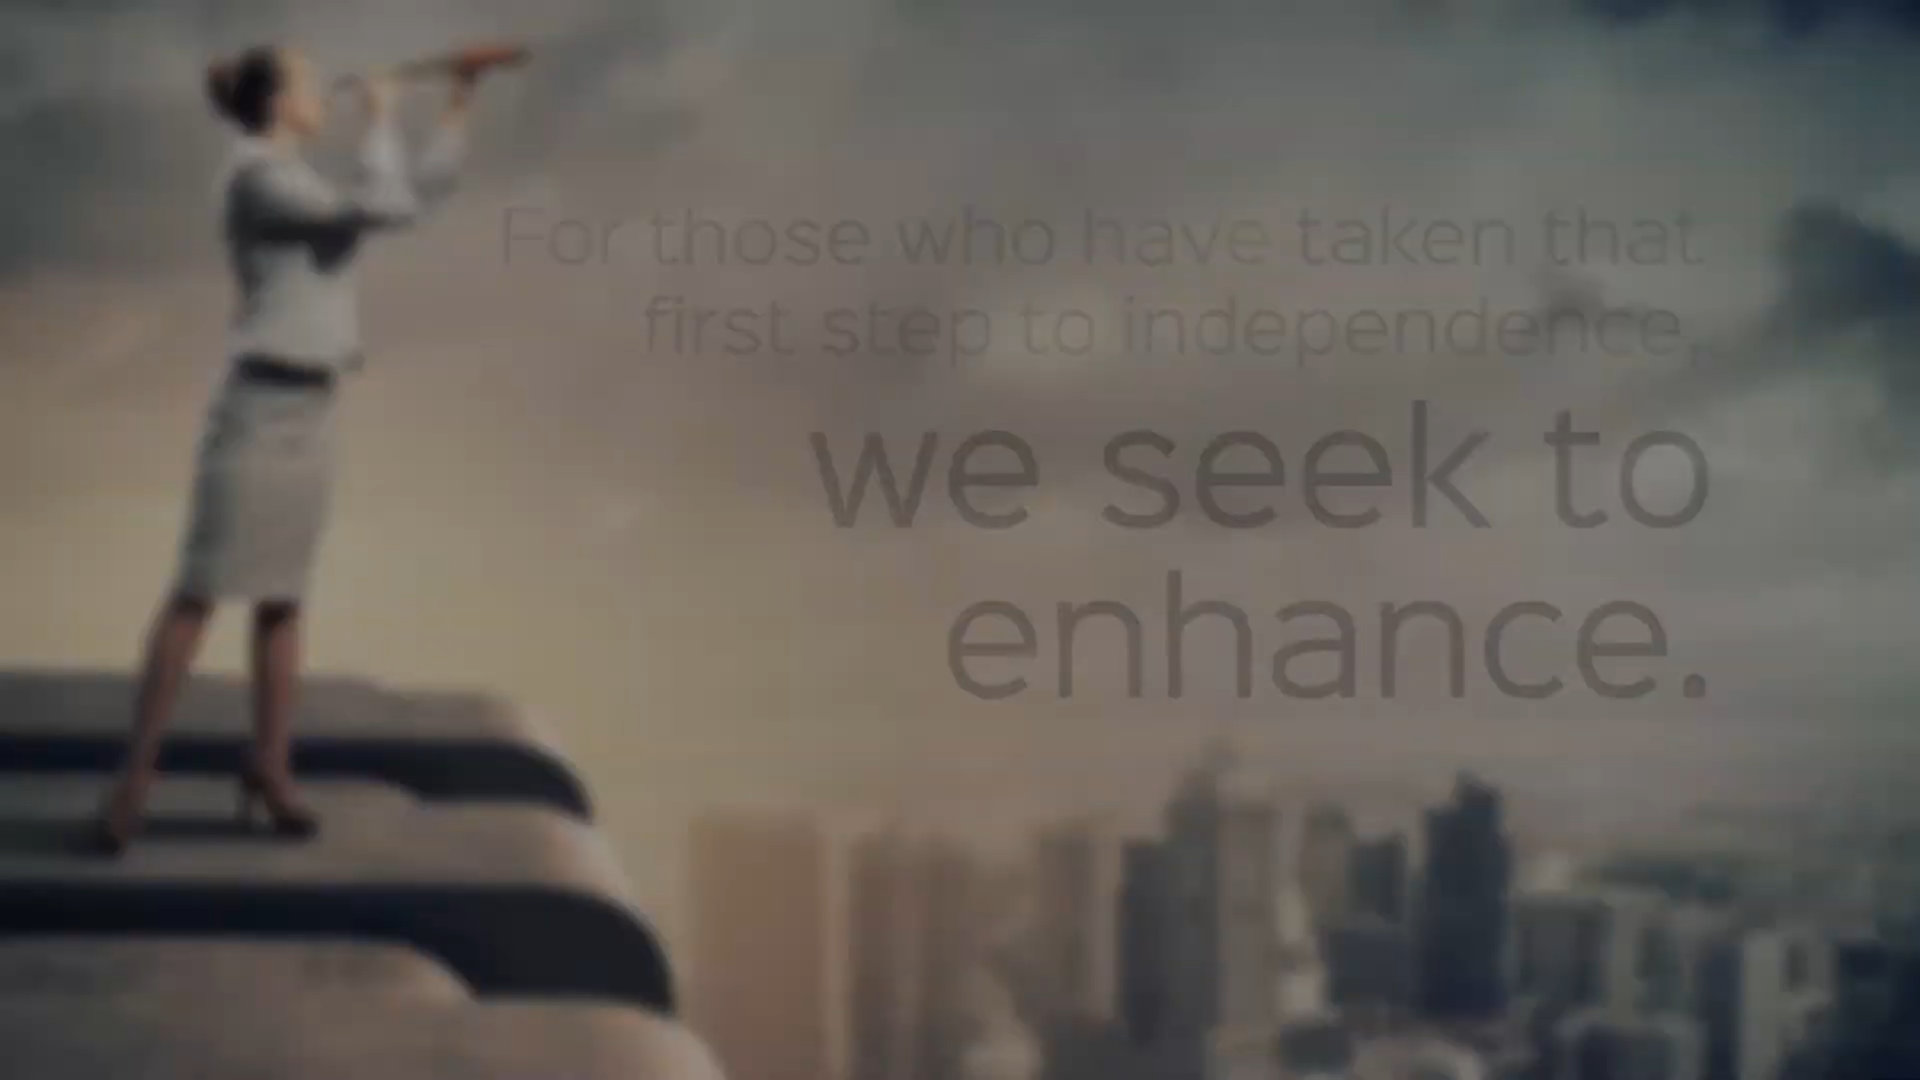 For those who have taken that
first step to independence,
we seek to
enhance.